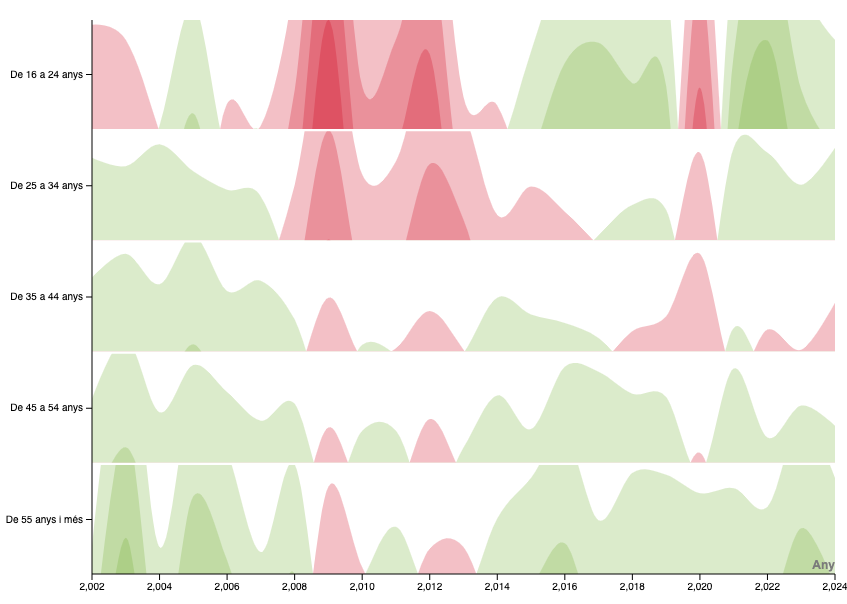 De 16 a 24 anys
De 25 a 34 anys
De 35 a 44 anys
De 45 a 54 anys
De 55 anys i més
Any
2,002 2,004 2,006 2,008 2,010 2,012 2,014 2,016 2,018 2,020 2,022 2,024